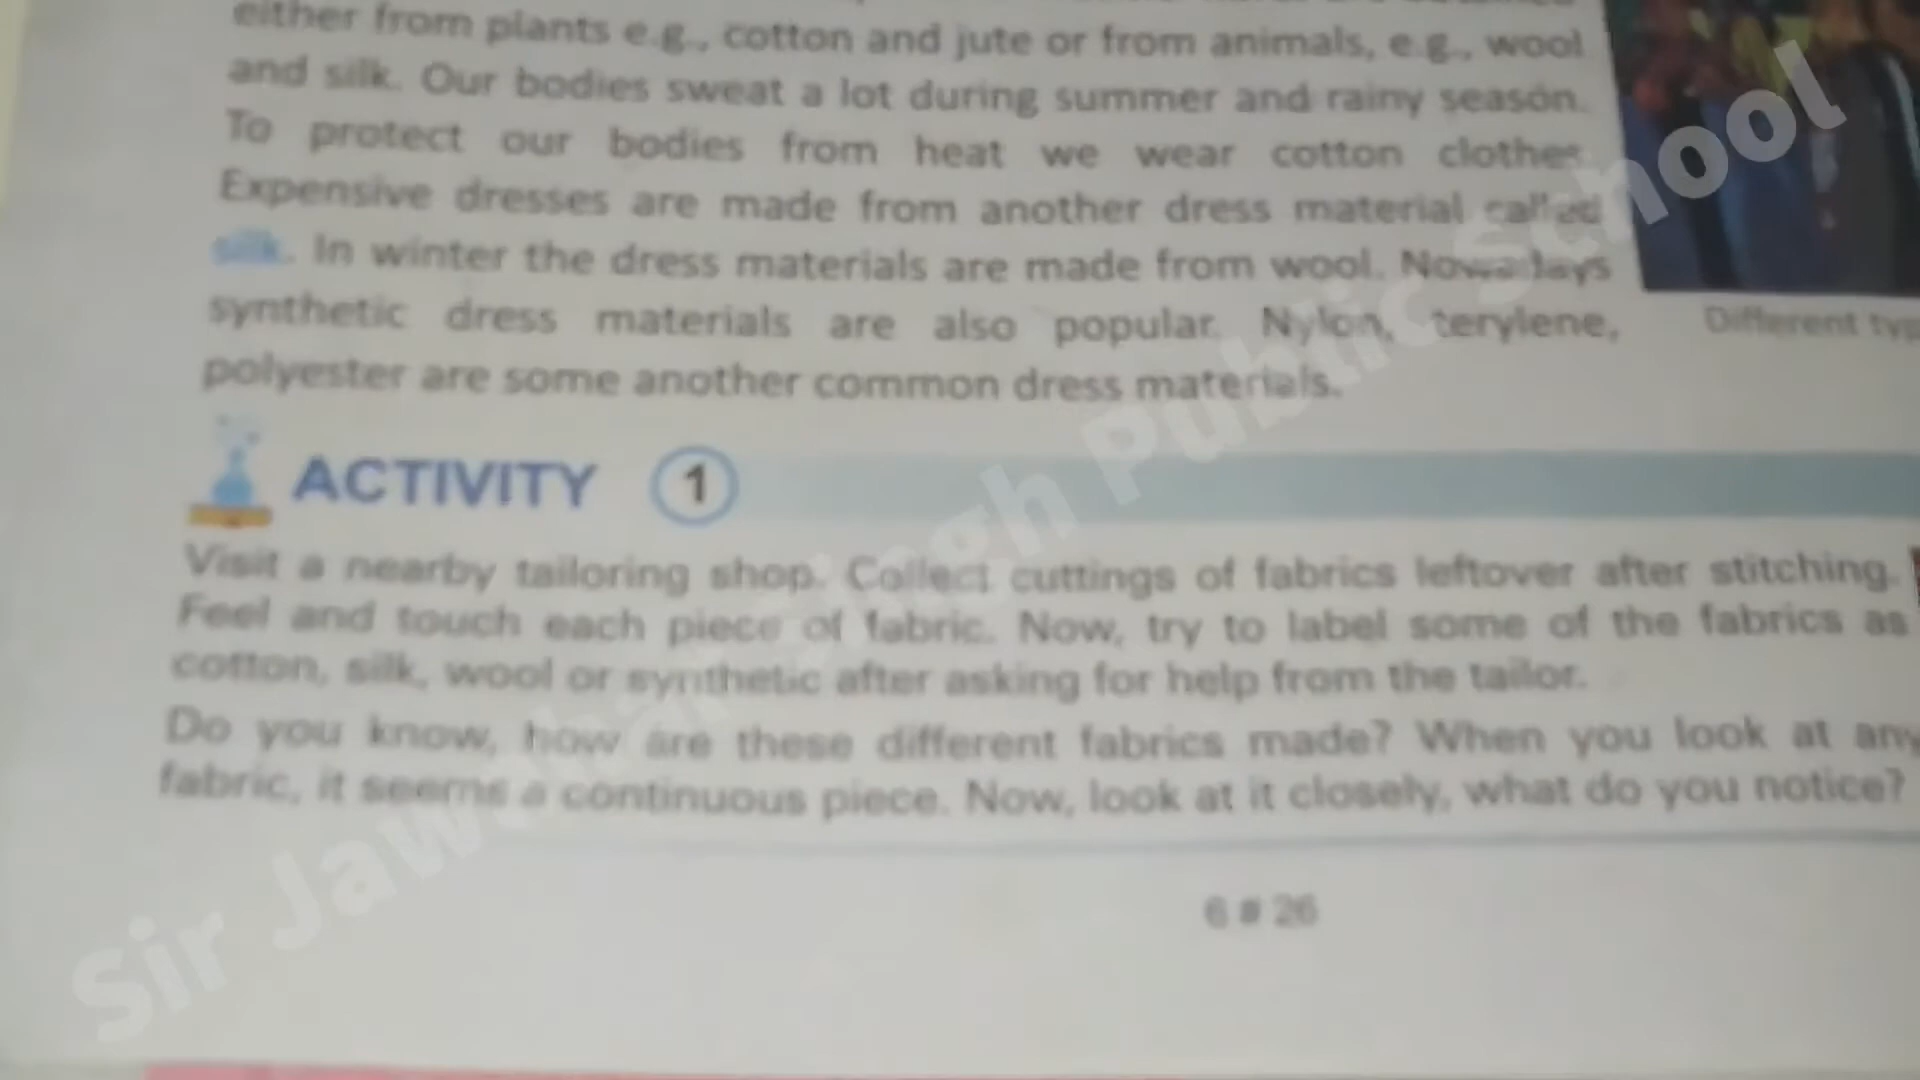 either from plants e.g., cotton and jute or from animals, e.g., wool
and silk. Our bodies sweat a lot during summer and rainy season.
To protect our bodies from heat we wear cotton clothes.
Expensive dresses are made from another dress material called
silk. In winter the dress materials are made from wool. Nowadays
synthetic dress materials are also popular. Nylon, terylene,
polyester are some another common dress materials.
Different
ACTIVITY 1
Visit a nearby tailoring shop. Collect cuttings of fabrics leftover after stitching.
Feel and touch each piece of fabric. Now, try to label some of the fabrics as
cotton, silk, wool or synthetic after asking for help from the tailor.
Do you know, how are these different fabrics made? When you look at any
fabric, it seems a continuous piece. Now, look at it closely, what do you notice?
6 # 26
Sir Jawahar Singh Public School